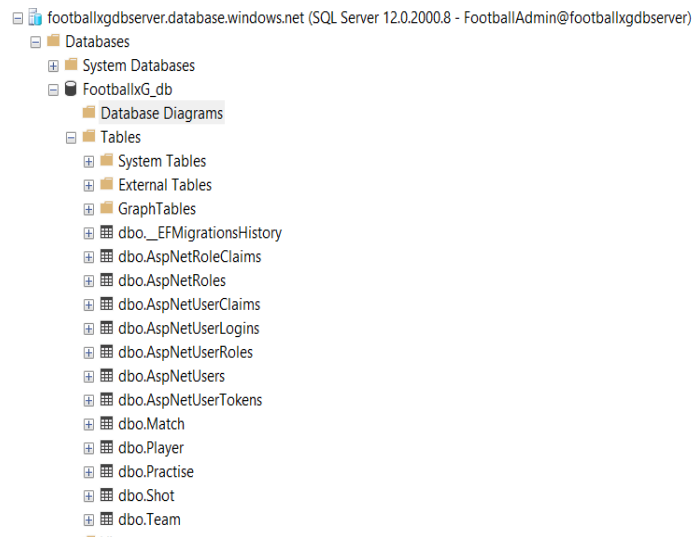 footballxgdbserver.database.windows.net (SQL Server 12.0.2000.8 - FootballAdmin@footballxgdbserver)
Databases
System Databases
FootballxG_db
Database Diagrams
Tables
System Tables
External Tables
GraphTables
dbo.__EFMigrationsHistory
dbo.AspNetRoleClaims
dbo.AspNetRoles
dbo.AspNetUserClaims
dbo.AspNetUserLogins
dbo.AspNetUserRoles
dbo.AspNetUsers
dbo.AspNetUserTokens
dbo.Match
dbo.Player
dbo.Practise
dbo.Shot
dbo.Team